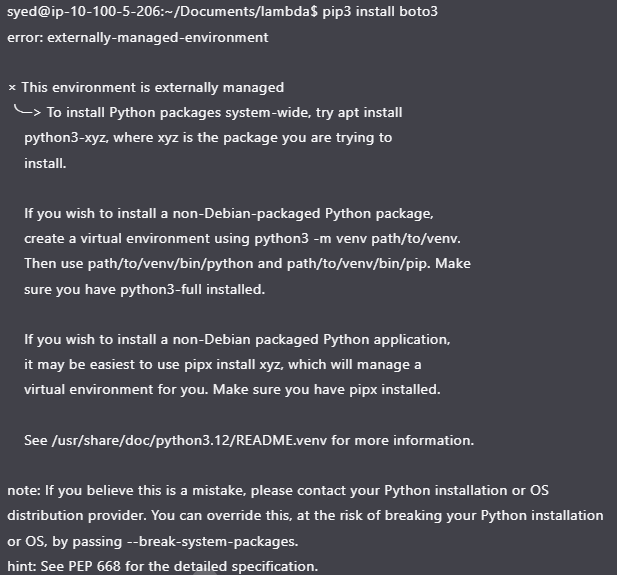 syed@ip-10-100-5-206:~/Documents/lambda$ pip3 install boto3
error: externally-managed-environment
× This environment is externally managed
╰─> To install Python packages system-wide, try apt install
python3-xyz, where xyz is the package you are trying to
install.
If you wish to install a non-Debian-packaged Python package,
create a virtual environment using python3 -m venv path/to/venv.
Then use path/to/venv/bin/python and path/to/venv/bin/pip. Make
sure you have python3-full installed.
If you wish to install a non-Debian packaged Python application,
it may be easiest to use pipx install xyz, which will manage a
virtual environment for you. Make sure you have pipx installed.
See /usr/share/doc/python3.12/README.venv for more information.
note: If you believe this is a mistake, please contact your Python installation or OS
distribution provider. You can override this, at the risk of breaking your Python installation
or OS, by passing --break-system-packages.
hint: See PEP 668 for the detailed specification.